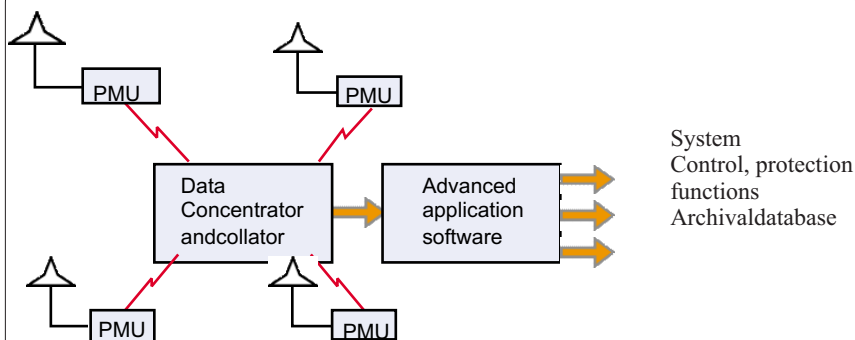 PMU
PMU
Data
Concentrator
andcollator
Advanced
application
software
System
Control, protection
functions
Archivaldatabase
PMU
PMU